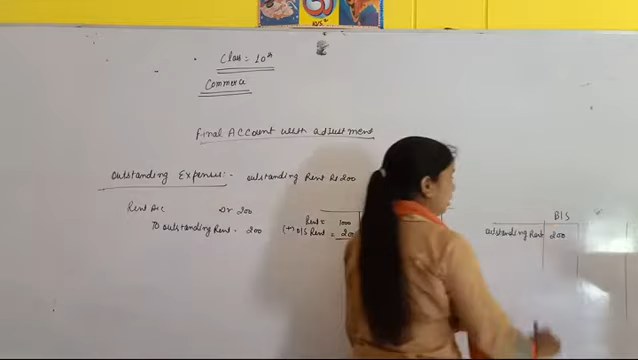 Class = 10th
Commerce
Final Account with adjustment
Outstanding Expenses:- Outstanding Rent Rs 200
Rent A/c Dr 200
To outstanding Rent - 200
Rent = 1000
(+) O/S Rent = 200
B/S
outstanding Rent 200